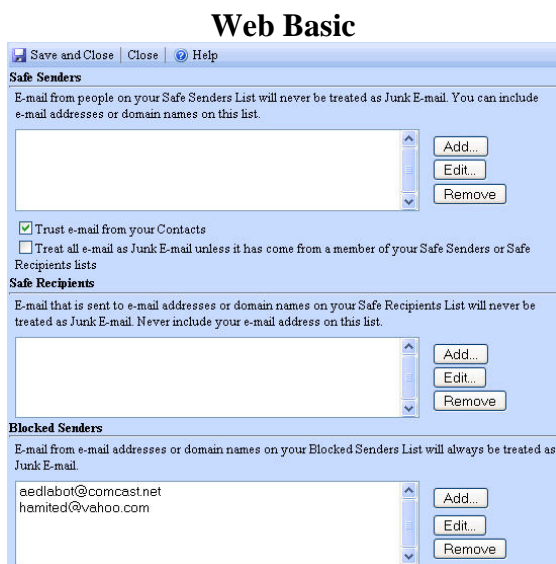 Web Basic
Save and Close | Close | Help
Safe Senders
E-mail from people on your Safe Senders List will never be treated as Junk E-mail. You can include
e-mail addresses or domain names on this list.
Add...
Edit...
Remove
Trust e-mail from your Contacts
Treat all e-mail as Junk E-mail unless it has come from a member of your Safe Senders or Safe
Recipients lists
Safe Recipients
E-mail that is sent to e-mail addresses or domain names on your Safe Recipients List will never be
treated as Junk E-mail. Never include your e-mail address on this list.
Add...
Edit...
Remove
Blocked Senders
E-mail from e-mail addresses or domain names on your Blocked Senders List will always be treated as
Junk E-mail.
aedlabot@comcast.net
hamited@vahoo.com
Add...
Edit...
Remove